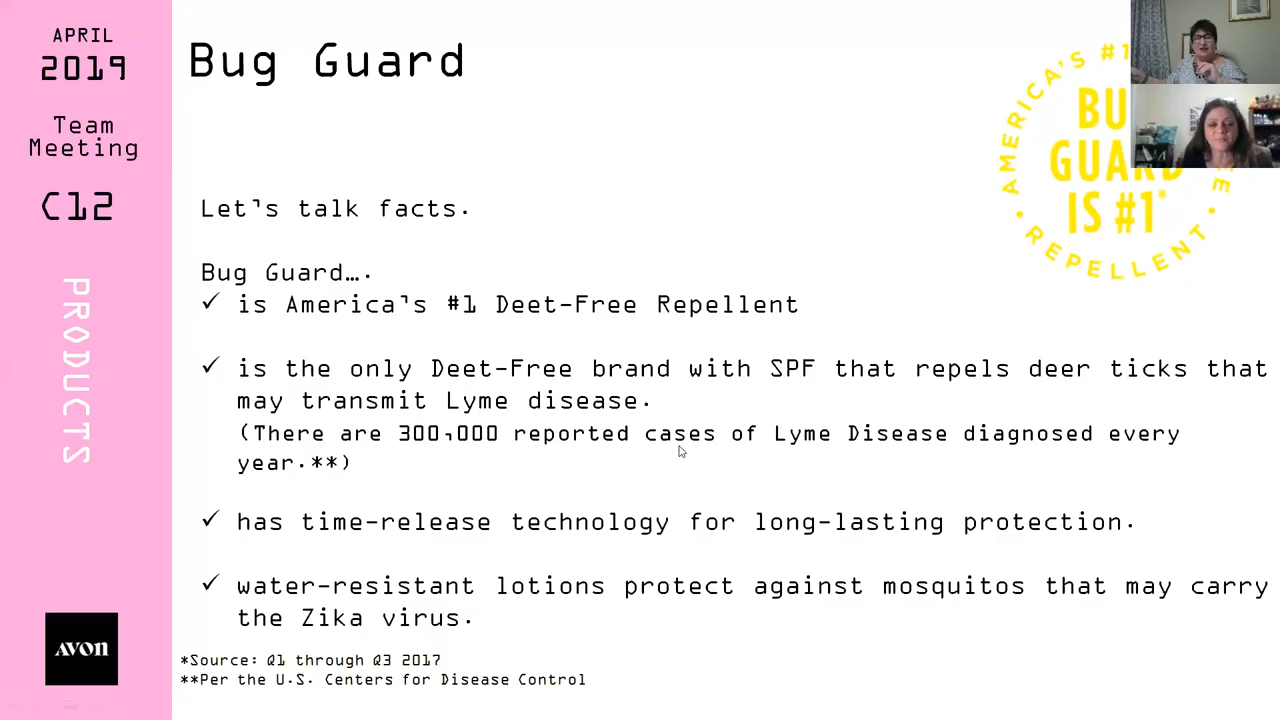 APRIL
2019
Team
Meeting
C12
PRODUCTS
AVON
Bug Guard
Let's talk facts.
Bug Guard….
✓ is America's #1 Deet-Free Repellent
✓ is the only Deet-Free brand with SPF that repels deer ticks that
may transmit Lyme disease.
(There are 300,000 reported cases of Lyme Disease diagnosed every
year.**)
✓ has time-release technology for long-lasting protection.
✓ water-resistant lotions protect against mosquitos that may carry
the Zika virus.
*Source: Q1 through Q3 2017
**Per the U.S. Centers for Disease Control
AMERICA'S #1
GUARD
IS #1*
• REPELLENT •